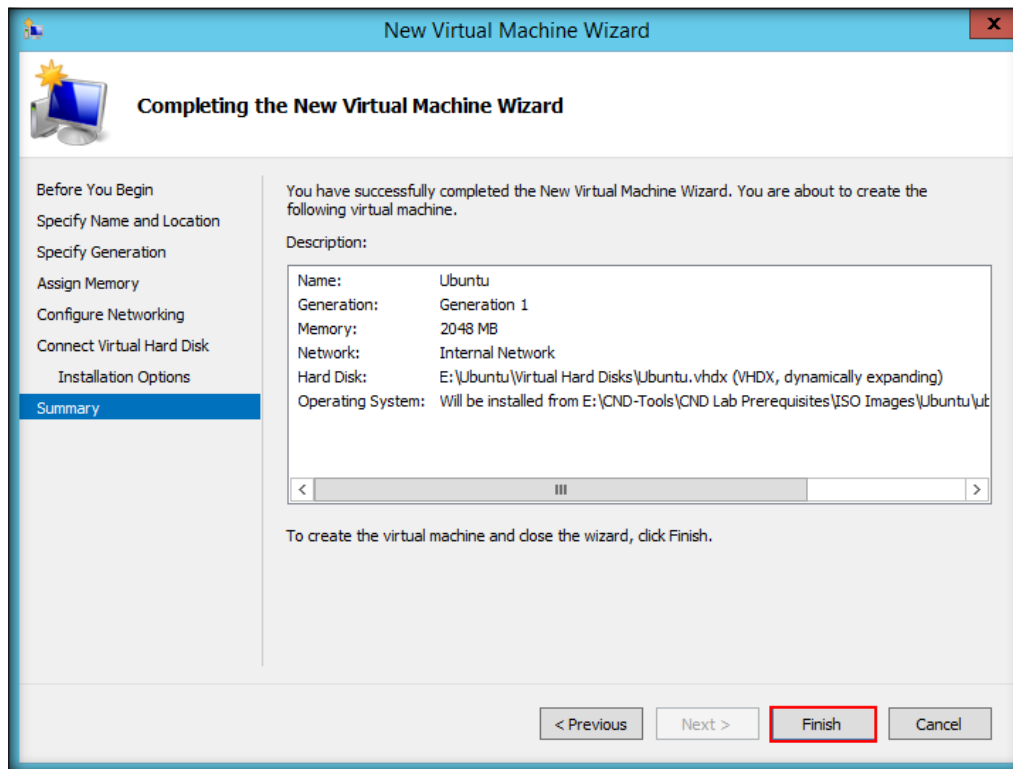 New Virtual Machine Wizard
x
Completing the New Virtual Machine Wizard
Before You Begin
Specify Name and Location
Specify Generation
Assign Memory
Configure Networking
Connect Virtual Hard Disk
Installation Options
Summary
You have successfully completed the New Virtual Machine Wizard. You are about to create the
following virtual machine.
Description:
Name: Ubuntu
Generation: Generation 1
Memory: 2048 MB
Network: Internal Network
Hard Disk: E:\Ubuntu\Virtual Hard Disks\Ubuntu.vhdx (VHDX, dynamically expanding)
Operating System: Will be installed from E:\CND-Tools\CND Lab Prerequisites\ISO Images\Ubuntu\ub
To create the virtual machine and close the wizard, click Finish.
< Previous Next > Finish Cancel